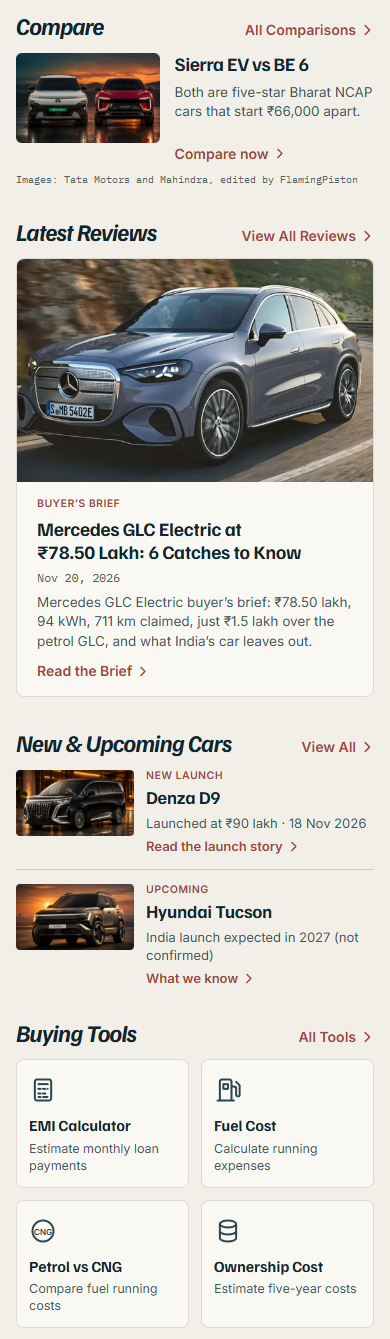 Compare
All Comparisons
Sierra EV vs BE 6
Both are five-star Bharat NCAP
cars that start ₹66,000 apart.
Compare now
Images: Tata Motors and Mahindra, edited by FlamingPiston
Latest Reviews
View All Reviews
S MB 5402E
BUYER'S BRIEF
Mercedes GLC Electric at
₹78.50 Lakh: 6 Catches to Know
Nov 20, 2026
Mercedes GLC Electric buyer's brief: ₹78.50 lakh,
94 kWh, 711 km claimed, just ₹1.5 lakh over the
petrol GLC, and what India's car leaves out.
Read the Brief
New & Upcoming Cars
View All
NEW LAUNCH
Denza D9
Launched at ₹90 lakh · 18 Nov 2026
Read the launch story
UPCOMING
Hyundai Tucson
India launch expected in 2027 (not
confirmed)
What we know
Buying Tools
All Tools
EMI Calculator
Estimate monthly loan
payments
Fuel Cost
Calculate running
expenses
CNG
Petrol vs CNG
Compare fuel running
costs
Ownership Cost
Estimate five-year costs